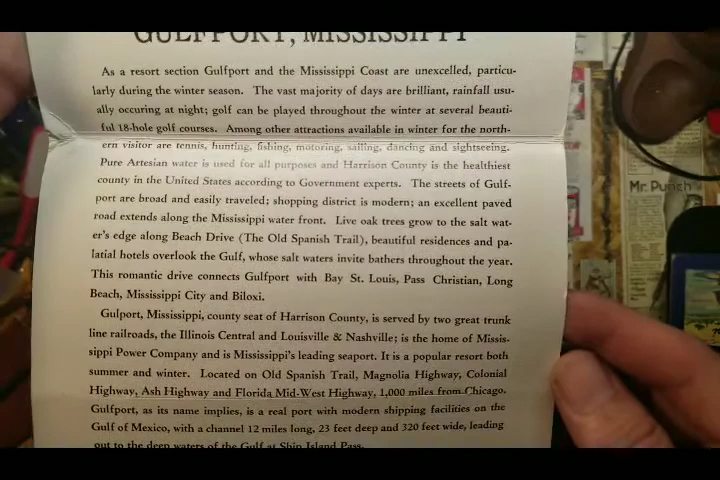 GULFPORT, MISSISSIPPI
As a resort section Gulfport and the Mississippi Coast are unexcelled, particu-
larly during the winter season. The vast majority of days are brilliant, rainfall usu-
ally occuring at night; golf can be played throughout the winter at several beauti-
ful 18-hole golf courses. Among other attractions available in winter for the north-
ern visitor are tennis, hunting, fishing, motoring, sailing, dancing and sightseeing.
Pure Artesian water is used for all purposes and Harrison County is the healthiest
county in the United States according to Government experts. The streets of Gulf-
port are broad and easily traveled; shopping district is modern; an excellent paved
road extends along the Mississippi water front. Live oak trees grow to the salt wat-
er's edge along Beach Drive (The Old Spanish Trail), beautiful residences and pa-
latial hotels overlook the Gulf, whose salt waters invite bathers throughout the year.
This romantic drive connects Gulfport with Bay St. Louis, Pass Christian, Long
Beach, Mississippi City and Biloxi.
Gulport, Mississippi, county seat of Harrison County, is served by two great trunk
line railroads, the Illinois Central and Louisville & Nashville; is the home of Missis-
sippi Power Company and is Mississippi's leading seaport. It is a popular resort both
summer and winter. Located on Old Spanish Trail, Magnolia Highway, Colonial
Highway, Ash Highway and Florida Mid-West Highway, 1,000 miles from Chicago.
Gulfport, as its name implies, is a real port with modern shipping facilities on the
Gulf of Mexico, with a channel 12 miles long, 23 feet deep and 320 feet wide, leading
out to the deep waters of the Gulf at Ship Island Pass.
Mr. Punch